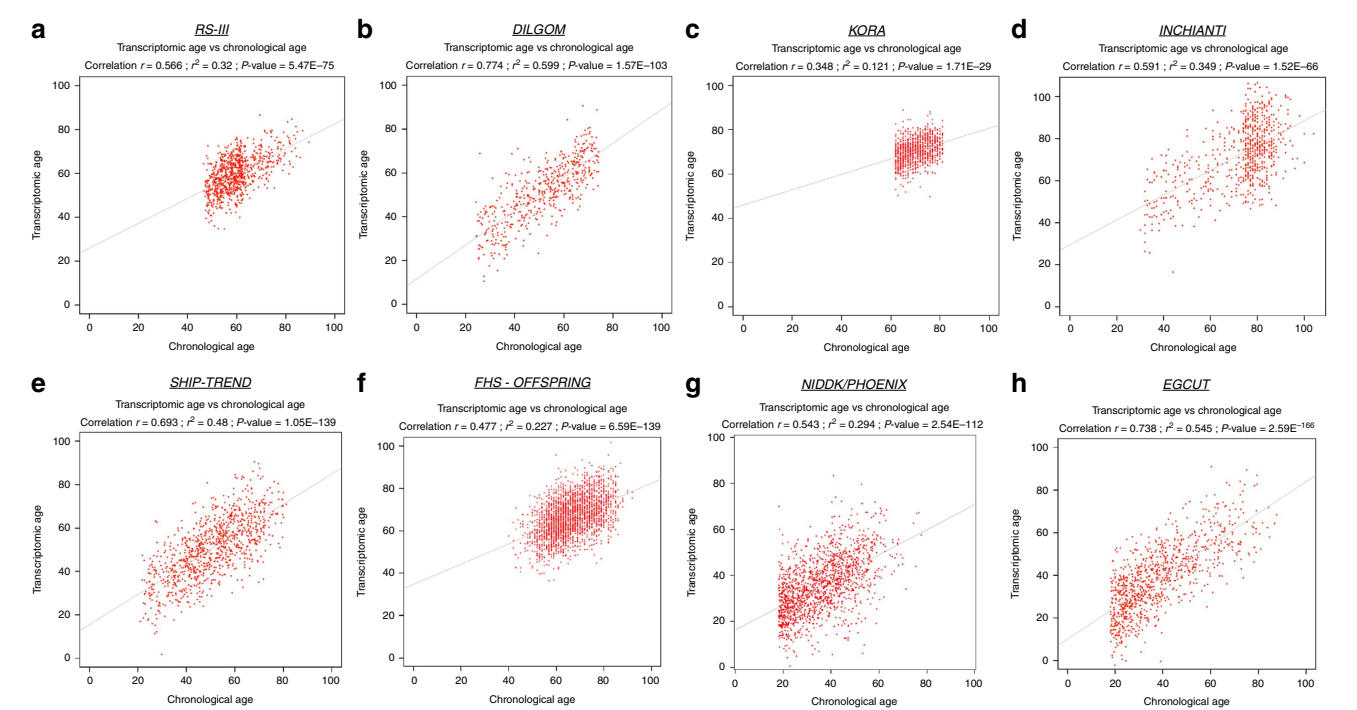 a
RS-III
Transcriptomic age vs chronological age
Correlation r = 0.566 ; r² = 0.32 ; P-value = 5.47E–75
100
80
60
40
20
0
Transcriptomic age
0 20 40 60 80 100
Chronological age
b
DILGOM
Transcriptomic age vs chronological age
Correlation r = 0.774 ; r² = 0.599 ; P-value = 1.57E–103
100
80
60
40
20
0
Transcriptomic age
0 20 40 60 80 100
Chronological age
c
KORA
Transcriptomic age vs chronological age
Correlation r = 0.348 ; r² = 0.121 ; P-value = 1.71E–29
100
80
60
40
20
0
Transcriptomic age
0 20 40 60 80 100
Chronological age
d
INCHIANTI
Transcriptomic age vs chronological age
Correlation r = 0.591 ; r² = 0.349 ; P-value = 1.52E–66
100
80
60
40
20
0
Transcriptomic age
0 20 40 60 80 100
Chronological age
e
SHIP-TREND
Transcriptomic age vs chronological age
Correlation r = 0.693 ; r² = 0.48 ; P-value = 1.05E–139
100
80
60
40
20
0
Transcriptomic age
0 20 40 60 80 100
Chronological age
f
FHS - OFFSPRING
Transcriptomic age vs chronological age
Correlation r = 0.477 ; r² = 0.227 ; P-value = 6.59E–139
100
80
60
40
20
0
Transcriptomic age
0 20 40 60 80 100
Chronological age
g
NIDDK/PHOENIX
Transcriptomic age vs chronological age
Correlation r = 0.543 ; r² = 0.294 ; P-value = 2.54E–112
100
80
60
40
20
0
Transcriptomic age
0 20 40 60 80 100
Chronological age
h
EGCUT
Transcriptomic age vs chronological age
Correlation r = 0.738 ; r² = 0.545 ; P-value = 2.59E⁻¹⁶⁶
100
80
60
40
20
0
Transcriptomic age
0 20 40 60 80 100
Chronological age